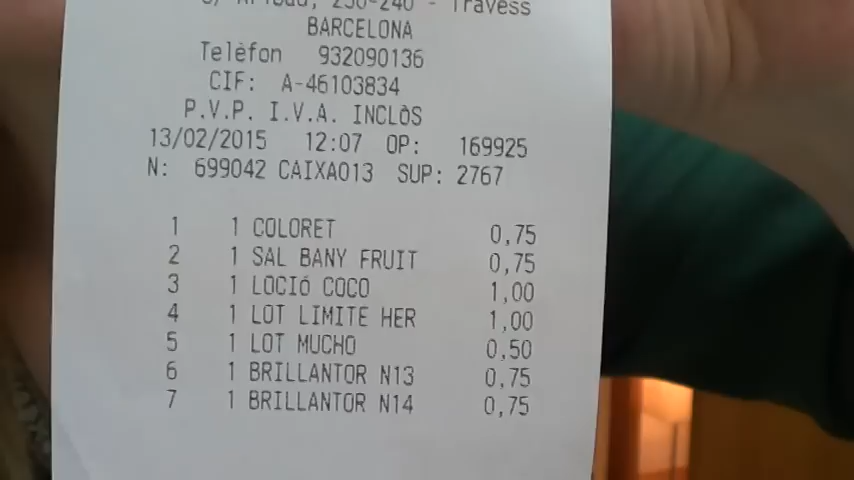 230-240 - Travess
BARCELONA
Telèfon 932090136
CIF: A-46103834
P.V.P. I.V.A. INCLòS
13/02/2015 12:07 OP: 169925
N: 699042 CAIXA013 SUP: 2767
1 1 COLORET 0,75
2 1 SAL BANY FRUIT 0,75
3 1 LOCIó COCO 1,00
4 1 LOT LIMITE HER 1,00
5 1 LOT MUCHO 0,50
6 1 BRILLANTOR N13 0,75
7 1 BRILLANTOR N14 0,75